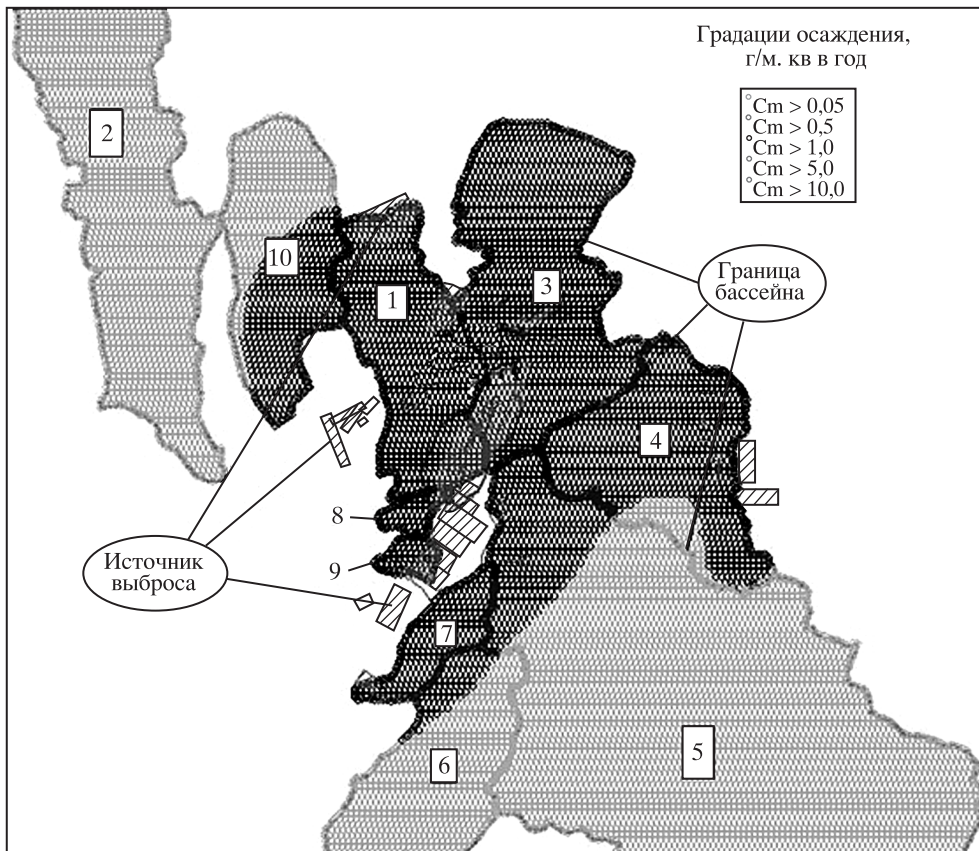 Градации осаждения,
г/м. кв в год
°Cm > 0,05
°Cm > 0,5
°Cm > 1,0
°Cm > 5,0
°Cm > 10,0
2
10
1
3
Граница
бассейна
4
8
9
Источник
выброса
7
6
5